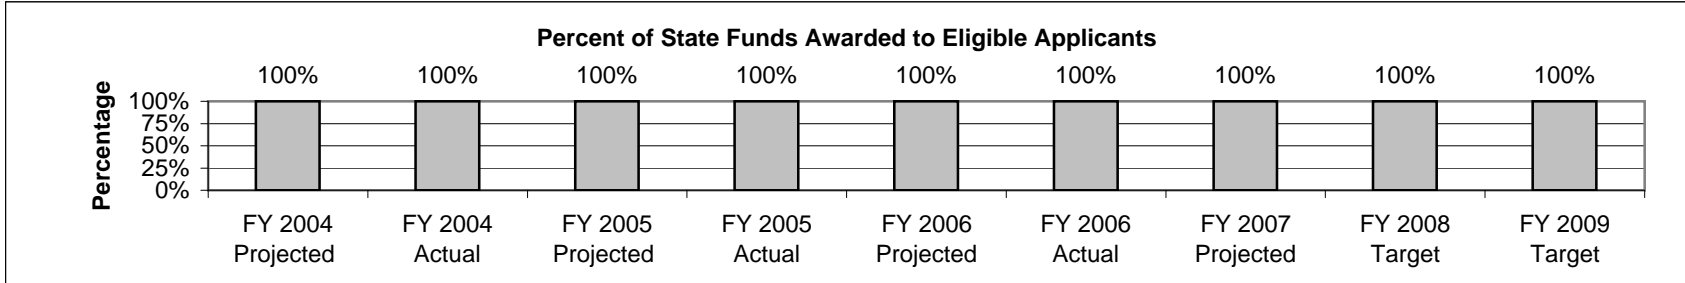 Percent of State Funds Awarded to Eligible Applicants
100% 100% 100% 100% 100% 100% 100% 100% 100%
Percentage
100%
75%
50%
25%
0%
FY 2004 FY 2004 FY 2005 FY 2005 FY 2006 FY 2006 FY 2007 FY 2008 FY 2009
Projected Actual Projected Actual Projected Actual Projected Target Target